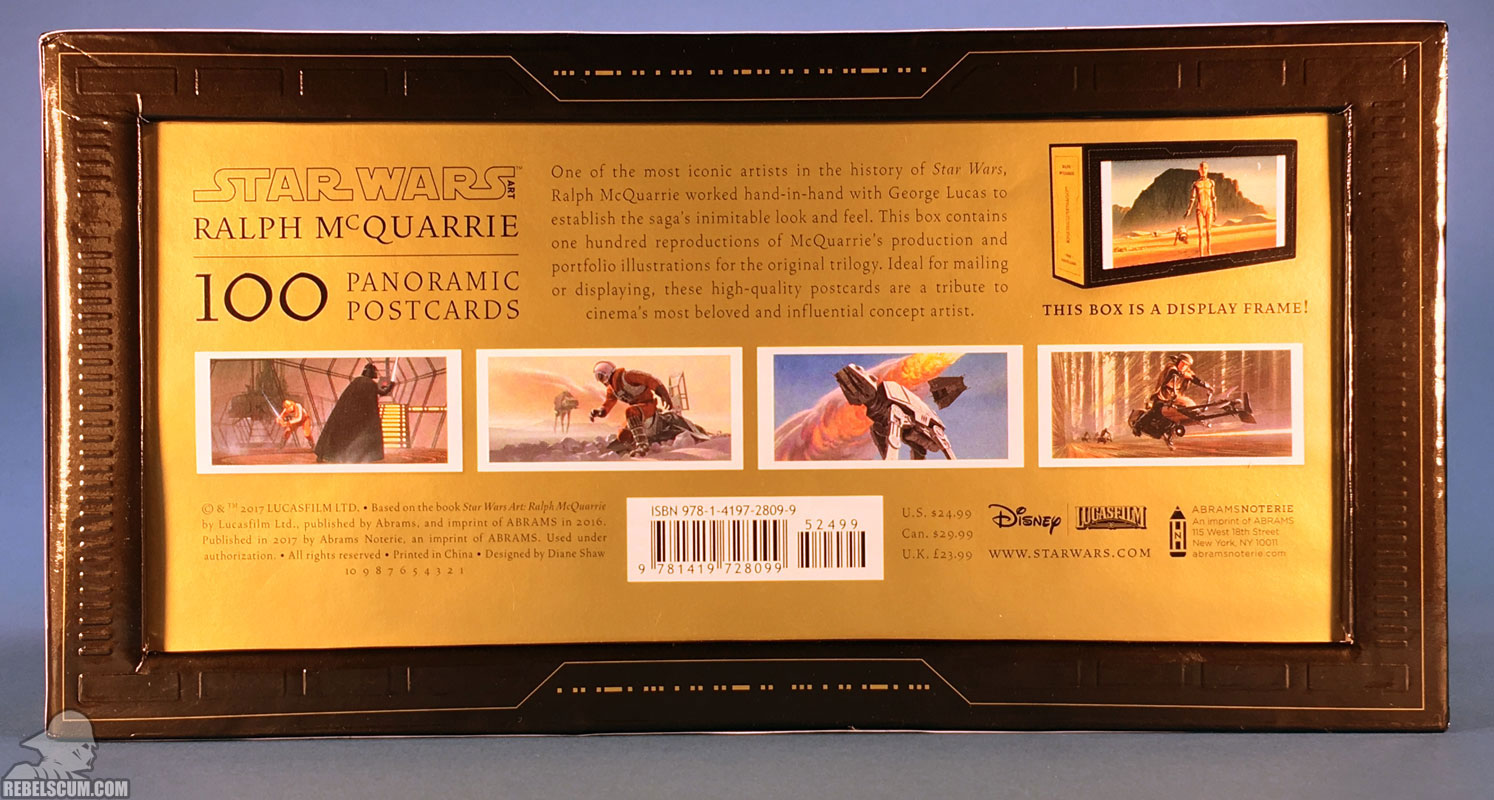 STAR WARS™ ART
RALPH McQUARRIE
100 PANORAMIC
POSTCARDS
One of the most iconic artists in the history of Star Wars,
Ralph McQuarrie worked hand-in-hand with George Lucas to
establish the saga's inimitable look and feel. This box contains
one hundred reproductions of McQuarrie's production and
portfolio illustrations for the original trilogy. Ideal for mailing
or displaying, these high-quality postcards are a tribute to
cinema's most beloved and influential concept artist.
THIS BOX IS A DISPLAY FRAME!
© & ™ 2017 LUCASFILM LTD. • Based on the book Star Wars Art: Ralph McQuarrie
by Lucasfilm Ltd., published by Abrams, and imprint of ABRAMS in 2016.
Published in 2017 by Abrams Noterie, an imprint of ABRAMS. Used under
authorization. • All rights reserved • Printed in China • Designed by Diane Shaw
10 9 8 7 6 5 4 3 2 1
ISBN 978-1-4197-2809-9
52499
9 781419 728099
U.S. $24.99
Can. $29.99
U.K. £23.99
Disney LUCASFILM
WWW.STARWARS.COM
ABRAMSNOTERIE
An imprint of ABRAMS
115 West 18th Street
New York, NY 10011
abramsnoterie.com
REBELSCUM.COM